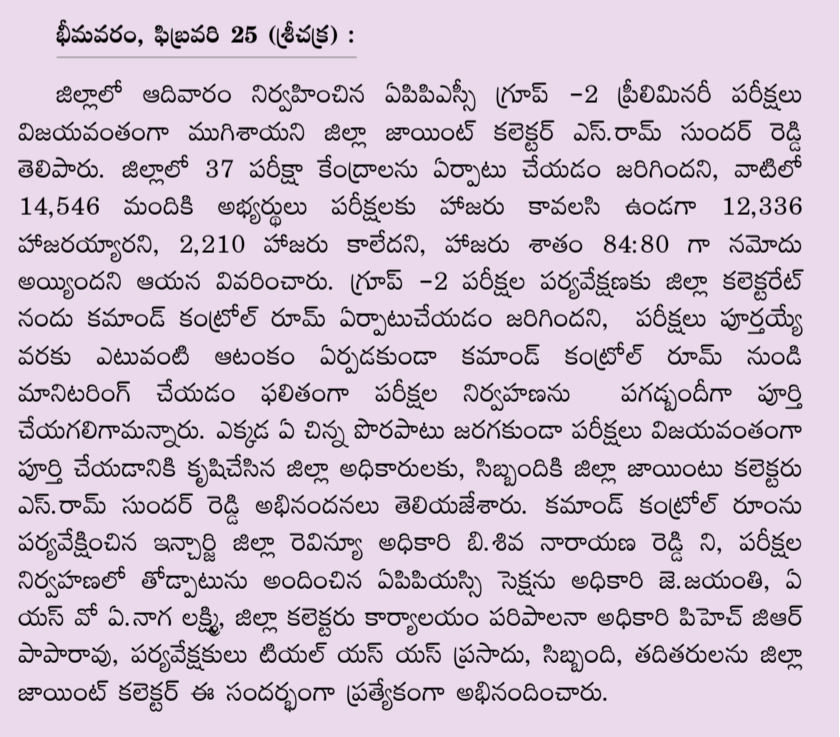 భీమవరం, ఫిబ్రవరి 25 (శ్రీచక్ర) :
జిల్లాలో ఆదివారం నిర్వహించిన ఏపిపిఎస్సీ గ్రూప్ -2 ప్రిలిమినరీ పరీక్షలు
విజయవంతంగా ముగిశాయని జిల్లా జాయింట్ కలెక్టర్ ఎస్.రామ్ సుందర్ రెడ్డి
తెలిపారు. జిల్లాలో 37 పరీక్షా కేంద్రాలను ఏర్పాటు చేయడం జరిగిందని, వాటిలో
14,546 మందికి అభ్యర్థులు పరీక్షలకు హాజరు కావలసి ఉండగా 12,336
హాజరయ్యారని, 2,210 హాజరు కాలేదని, హాజరు శాతం 84:80 గా నమోదు
అయ్యిందని ఆయన వివరించారు. గ్రూప్ -2 పరీక్షల పర్యవేక్షణకు జిల్లా కలెక్టరేట్
నందు కమాండ్ కంట్రోల్ రూమ్ ఏర్పాటుచేయడం జరిగిందని, పరీక్షలు పూర్తయ్యే
వరకు ఎటువంటి ఆటంకం ఏర్పడకుండా కమాండ్ కంట్రోల్ రూమ్ నుండి
మానిటరింగ్ చేయడం ఫలితంగా పరీక్షల నిర్వహణను పగడ్బందీగా పూర్తి
చేయగలిగామన్నారు. ఎక్కడ ఏ చిన్న పొరపాటు జరగకుండా పరీక్షలు విజయవంతంగా
పూర్తి చేయడానికి కృషిచేసిన జిల్లా అధికారులకు, సిబ్బందికి జిల్లా జాయింటు కలెక్టరు
ఎస్.రామ్ సుందర్ రెడ్డి అభినందనలు తెలియజేశారు. కమాండ్ కంట్రోల్ రూంను
పర్యవేక్షించిన ఇన్చార్జి జిల్లా రెవిన్యూ అధికారి బి.శివ నారాయణ రెడ్డి ని, పరీక్షల
నిర్వహణలో తోడ్పాటును అందించిన ఏపిపియస్సి సెక్షను అధికారి జె.జయంతి, ఏ
యస్ వో ఏ.నాగ లక్ష్మి, జిల్లా కలెక్టరు కార్యాలయం పరిపాలనా అధికారి పిహెచ్ జిఆర్
పాపారావు, పర్యవేక్షకులు టియల్ యస్ యస్ ప్రసాదు, సిబ్బంది, తదితరులను జిల్లా
జాయింట్ కలెక్టర్ ఈ సందర్భంగా ప్రత్యేకంగా అభినందించారు.